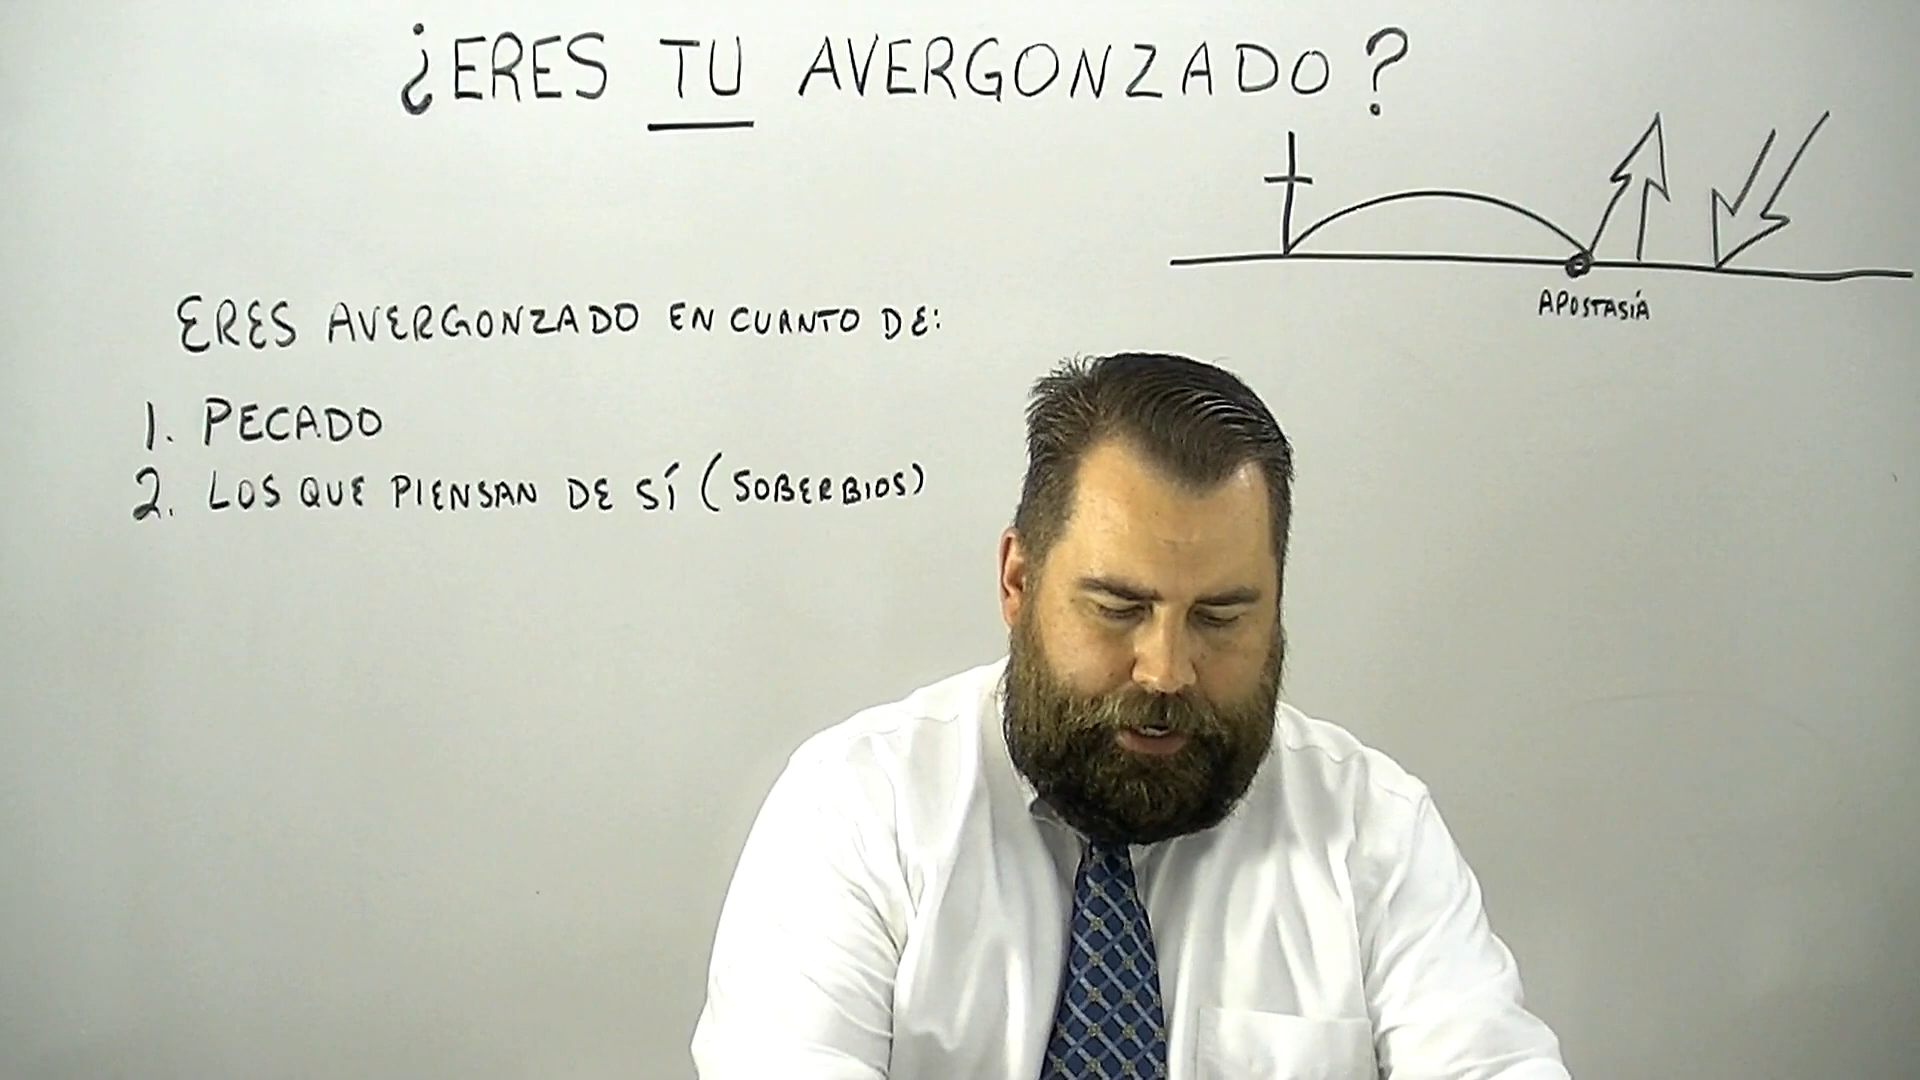 ¿ERES TU AVERGONZADO?
APOSTASÍA
ERES AVERGONZADO EN CUANTO DE:
1. PECADO
2. LOS QUE PIENSAN DE SÍ (SOBERBIOS)